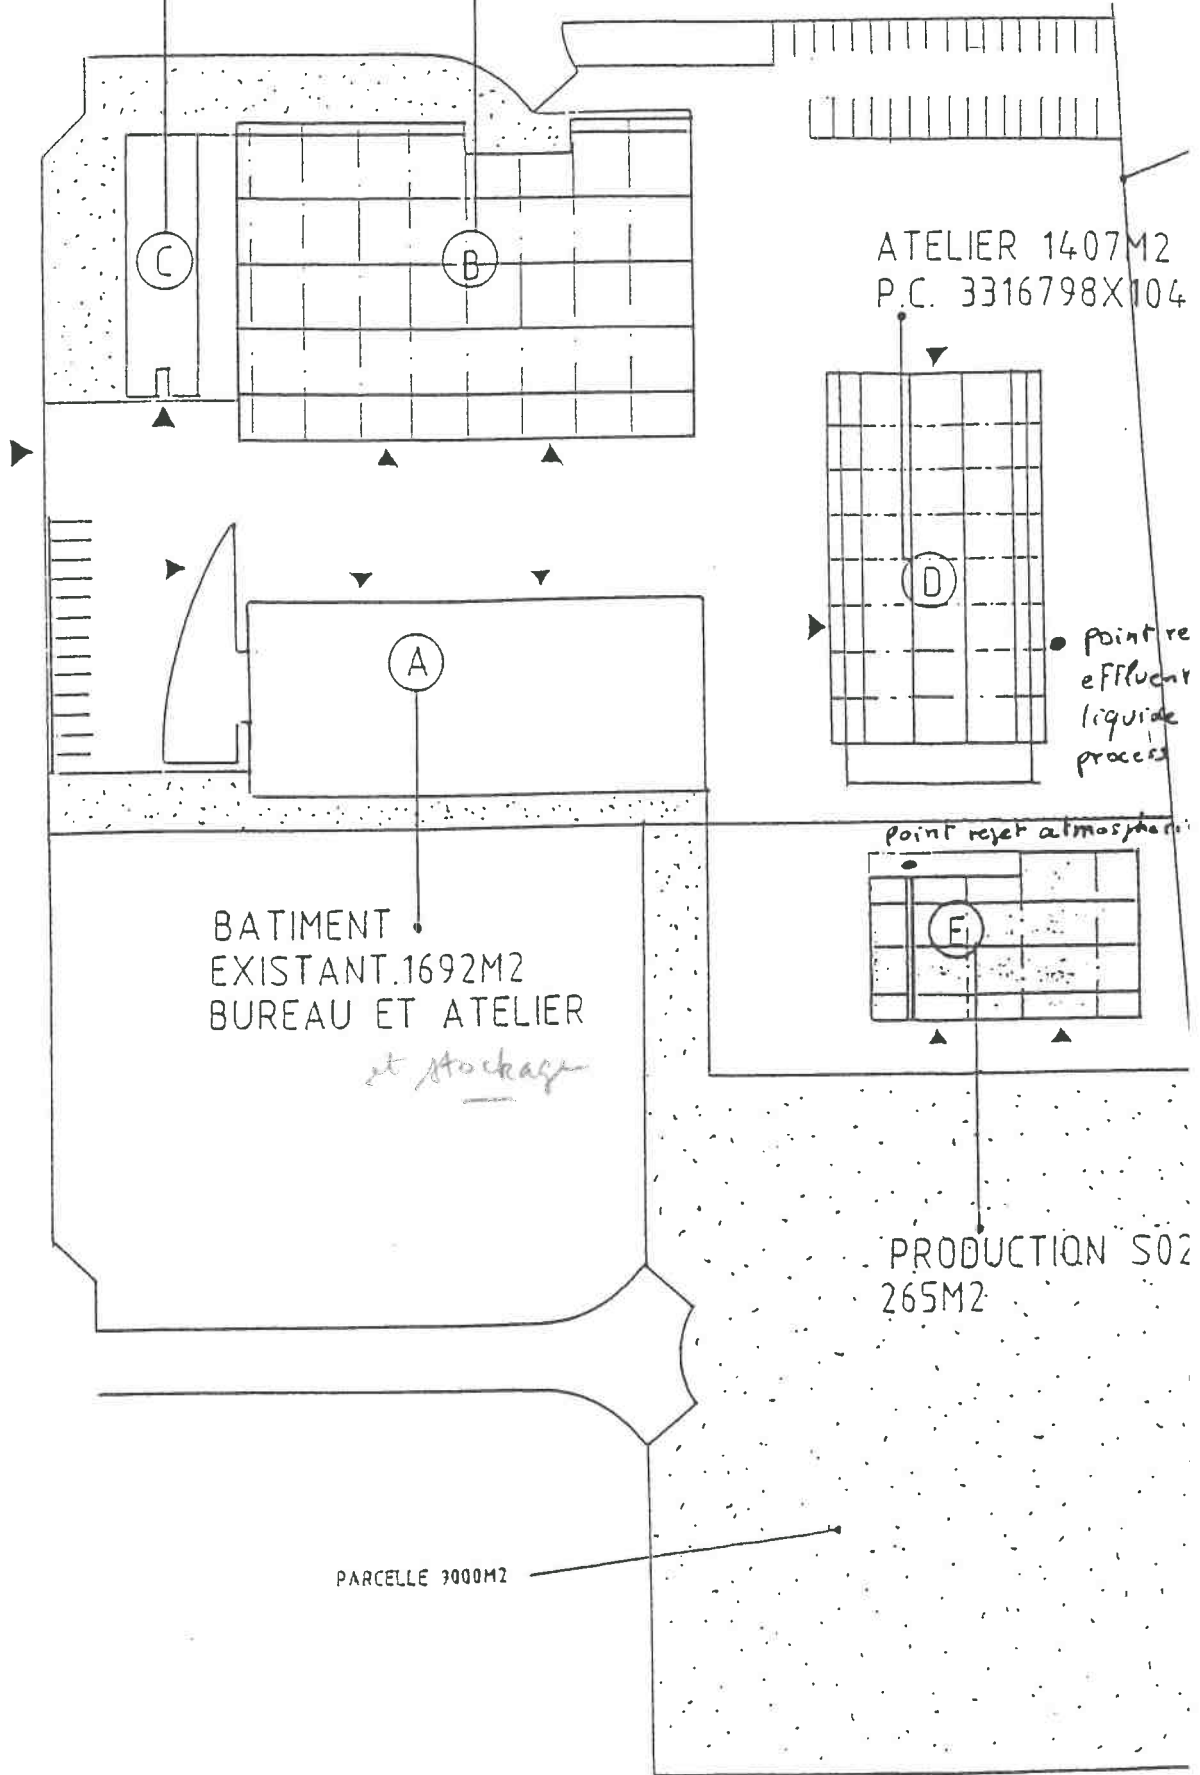 C
B
ATELIER 1407M2
P.C. 3316798X104
D
A
point re
effluent
liquide
process
point rejet atmosphéri
E
BATIMENT
EXISTANT.1692M2
BUREAU ET ATELIER
et stockage
PRODUCTION SO2
265M2
PARCELLE 3000M2